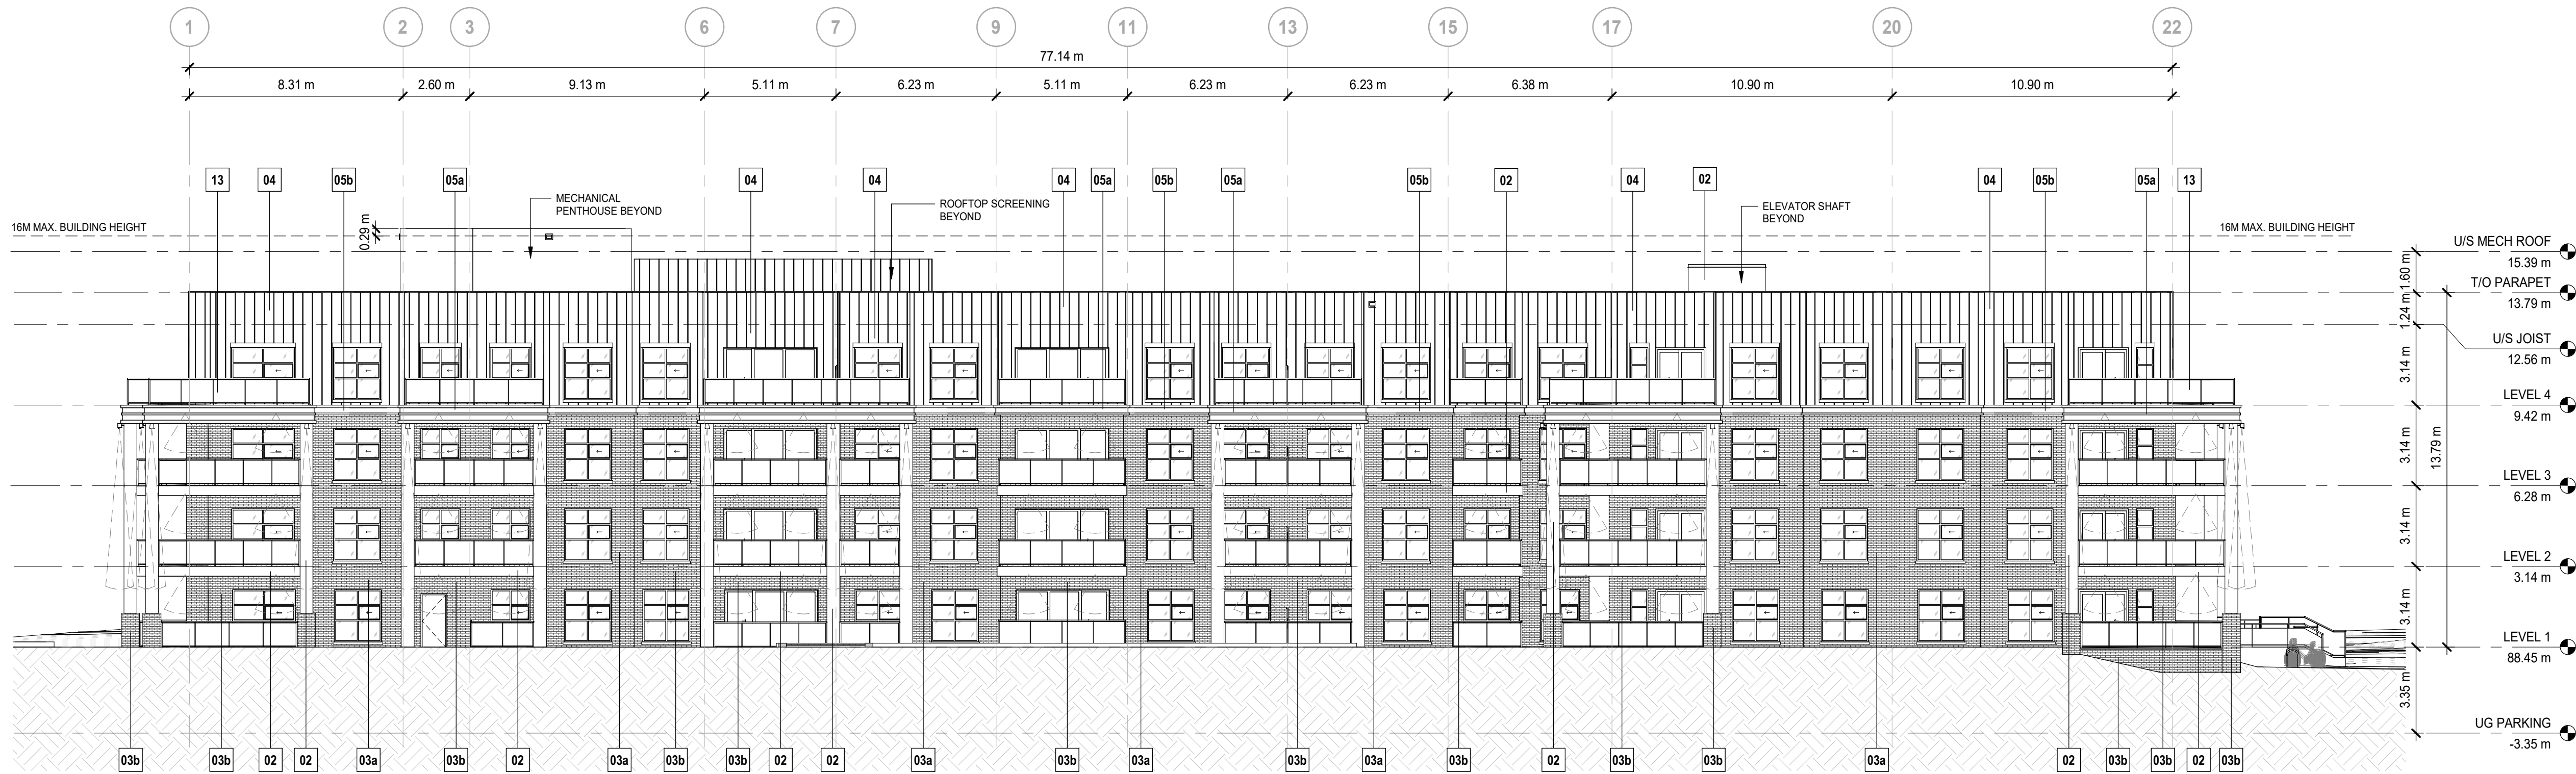 1 2 3 6 7 9 11 13 15 17 20 22
77.14 m
8.31 m 2.60 m 9.13 m 5.11 m 6.23 m 5.11 m 6.23 m 6.23 m 6.38 m 10.90 m 10.90 m
13 04 05b 05a 04 04 04 05a 05b 05a 05b 02 04 02 04 05b 05a 13
MECHANICAL
PENTHOUSE BEYOND
ROOFTOP SCREENING
BEYOND
ELEVATOR SHAFT
BEYOND
16M MAX. BUILDING HEIGHT
0.29 m
16M MAX. BUILDING HEIGHT
U/S MECH ROOF
15.39 m
1.60 m
T/O PARAPET
13.79 m
1.24 m
U/S JOIST
12.56 m
3.14 m
LEVEL 4
9.42 m
3.14 m
13.79 m
LEVEL 3
6.28 m
3.14 m
LEVEL 2
3.14 m
3.14 m
LEVEL 1
88.45 m
3.35 m
UG PARKING
-3.35 m
03b 03b 02 02 03a 03b 02 03a 03b 03b 02 02 03a 03b 03a 03b 03a 03b 02 03b 03b 03a 02 03b 03b 02 03b